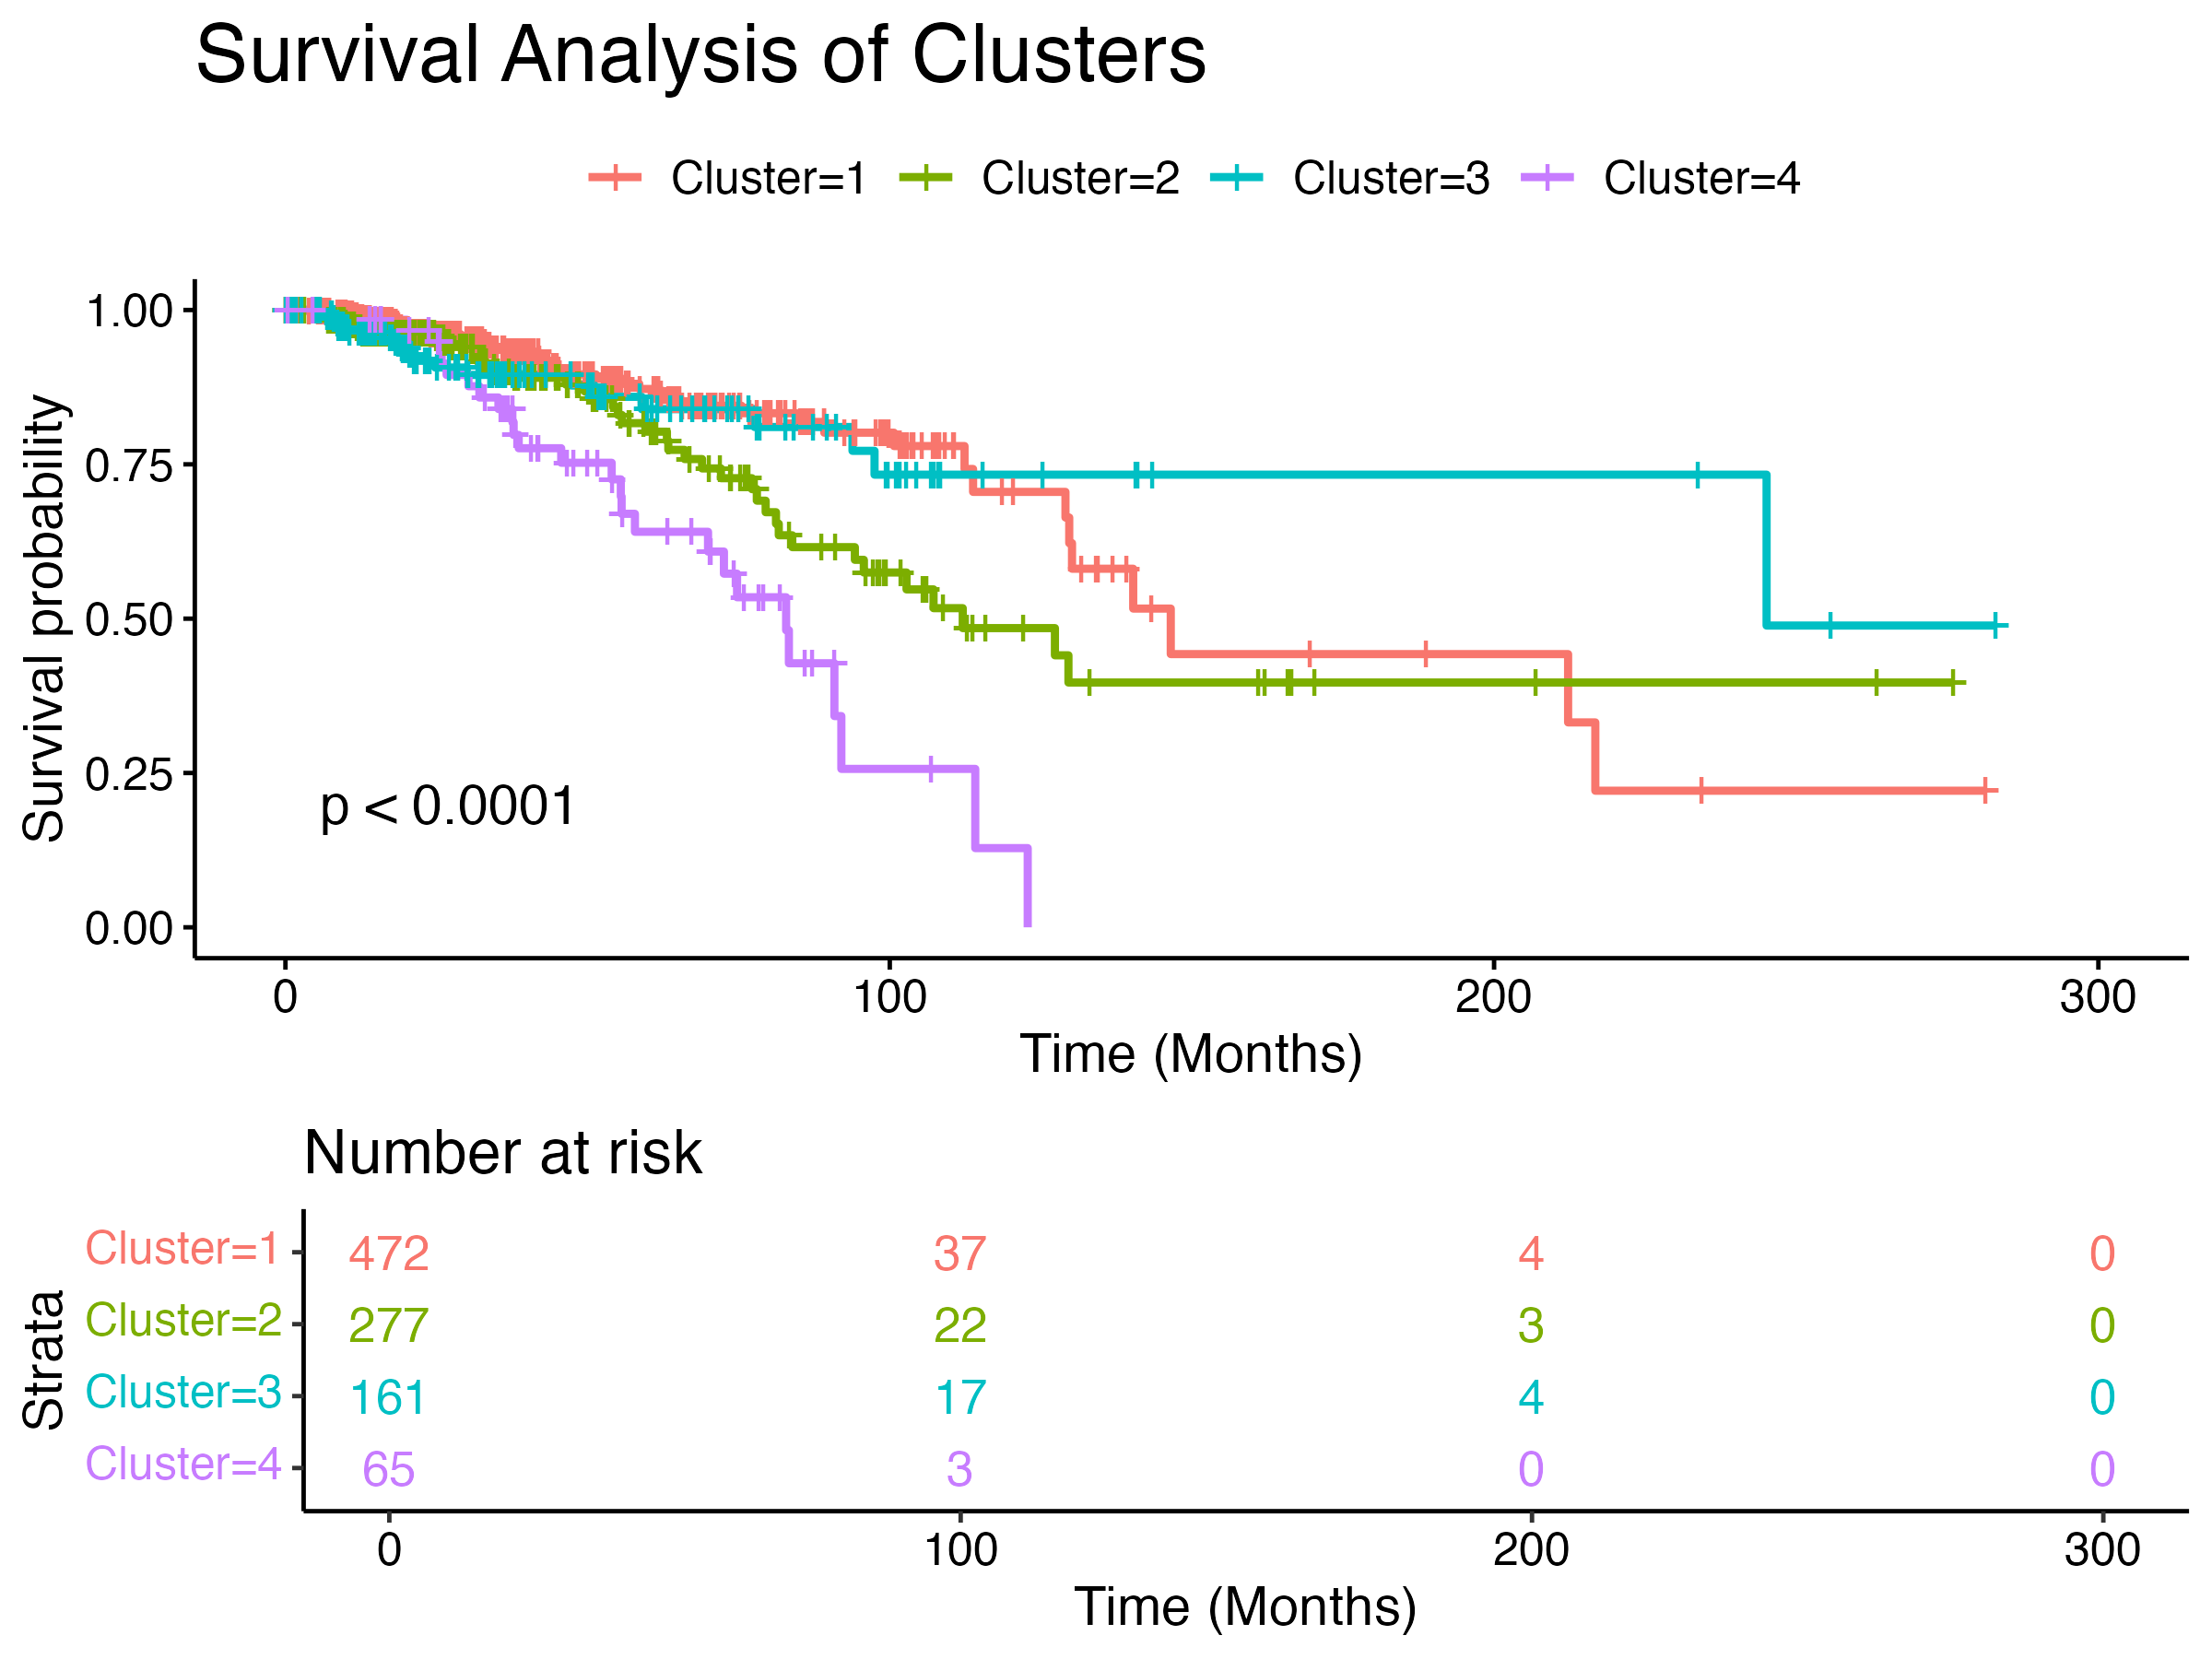 Survival Analysis of Clusters
Cluster=1 Cluster=2 Cluster=3 Cluster=4
Survival probability
1.00
0.75
0.50
0.25
0.00
p < 0.0001
0 100 200 300
Time (Months)
Number at risk
Strata
Cluster=1 472 37 4 0
Cluster=2 277 22 3 0
Cluster=3 161 17 4 0
Cluster=4 65 3 0 0
0 100 200 300
Time (Months)